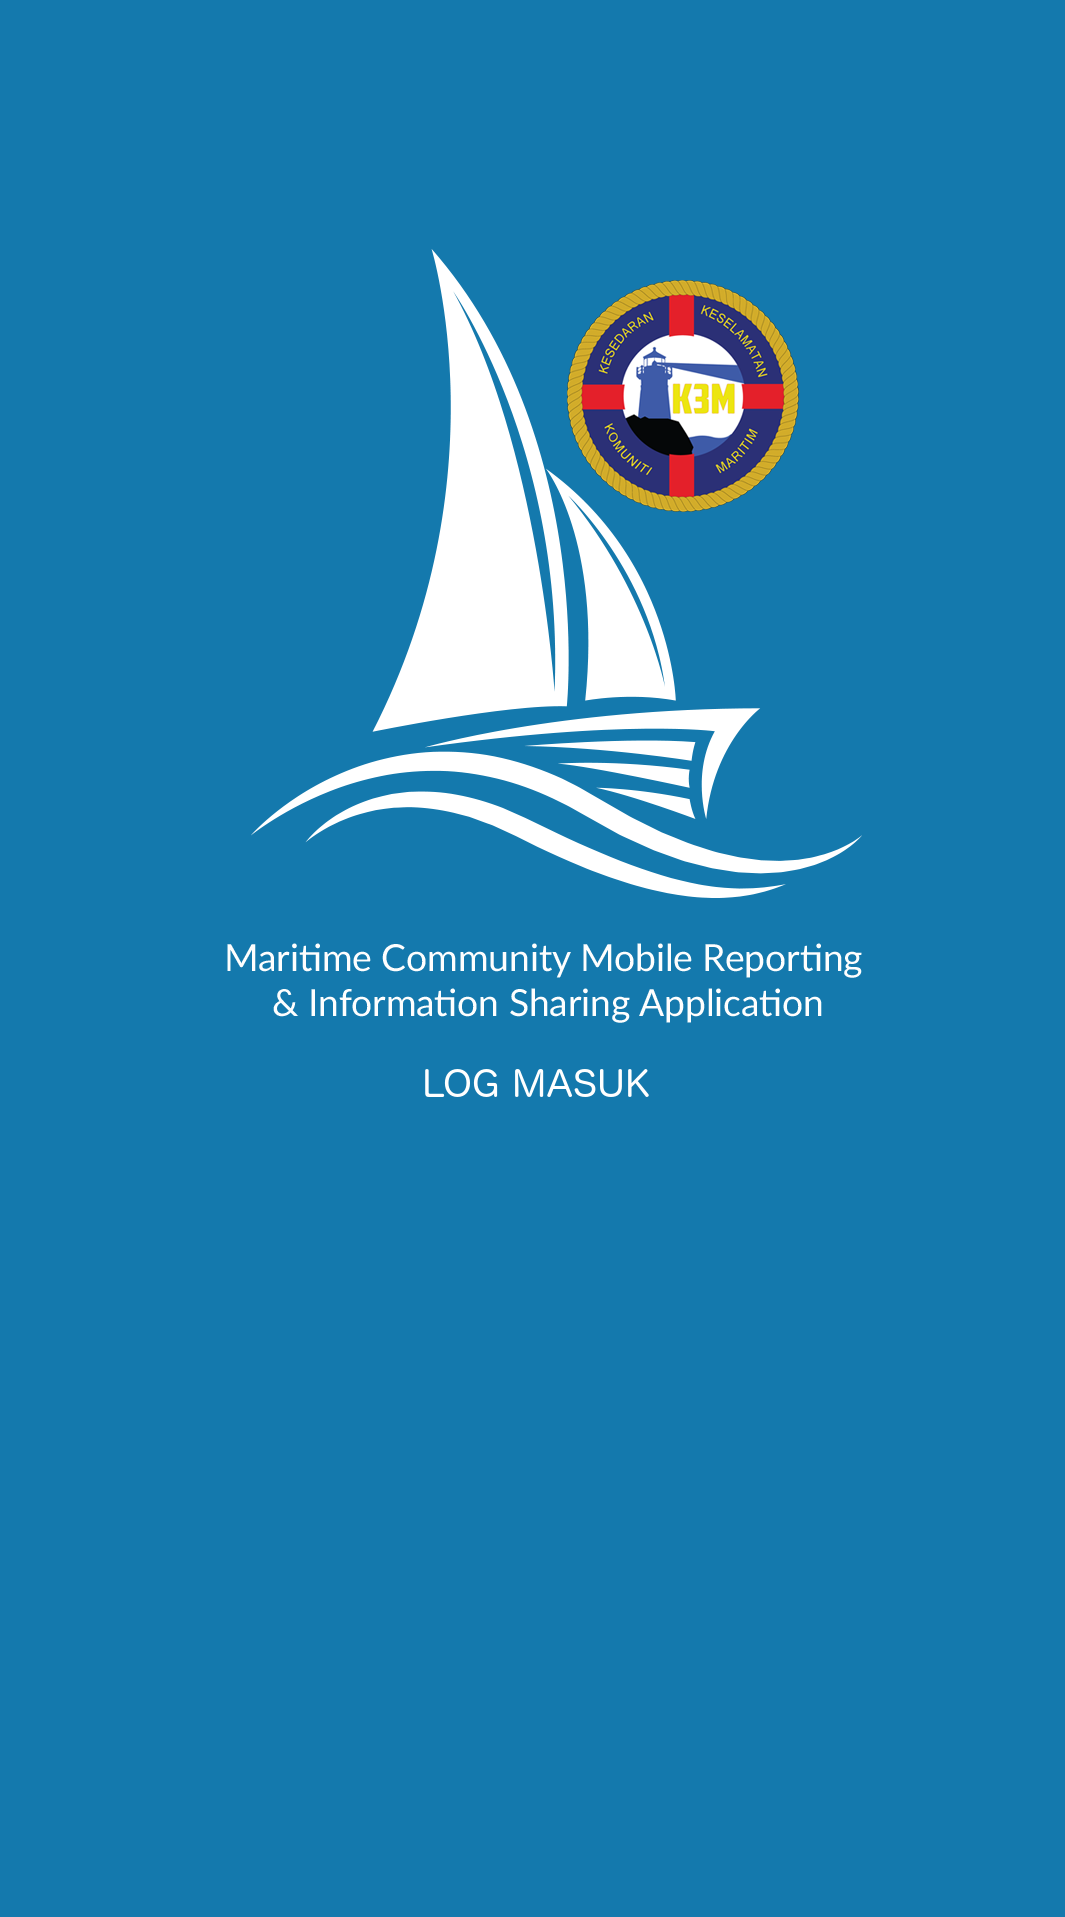 KESEDARAN
KESELAMATAN
K3M
KOMUNITI
MARITIM
Maritime Community Mobile Reporting
& Information Sharing Application
LOG MASUK